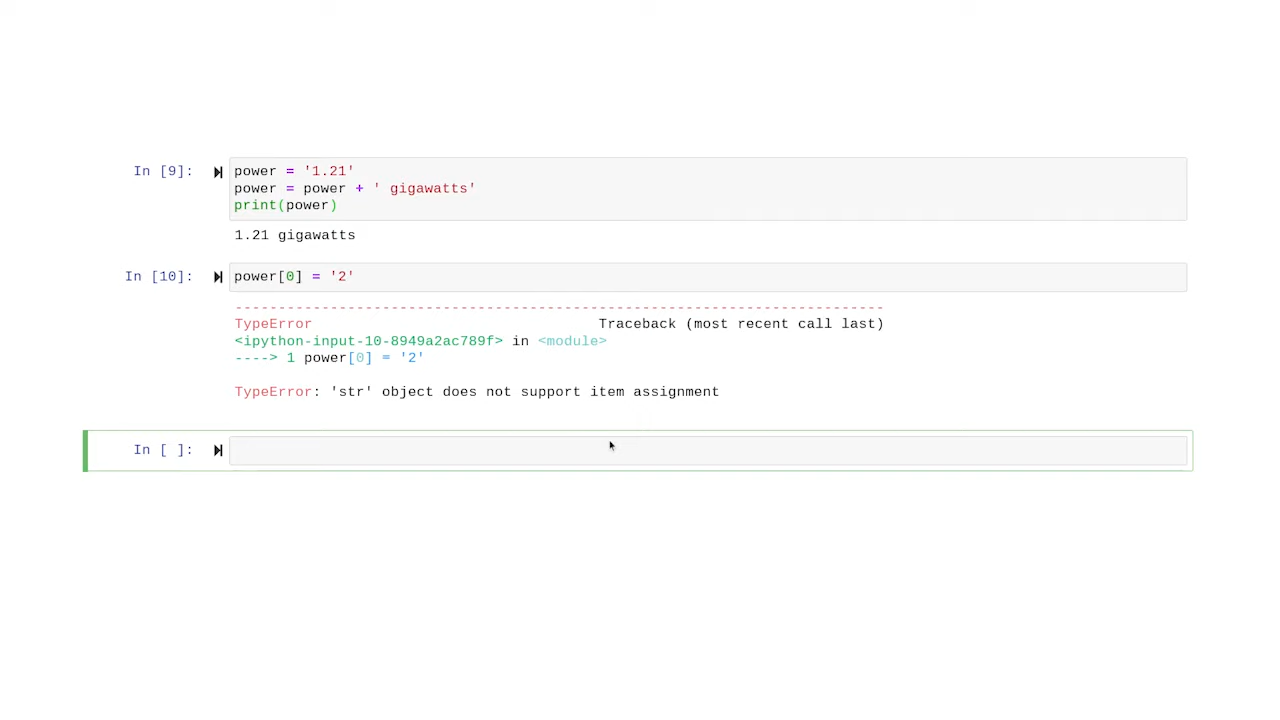 In [9]: power = '1.21'
power = power + ' gigawatts'
print(power)
1.21 gigawatts
In [10]: power[0] = '2'
---------------------------------------------------------------------------
TypeError Traceback (most recent call last)
<ipython-input-10-8949a2ac789f> in <module>
----> 1 power[0] = '2'
TypeError: 'str' object does not support item assignment
In [ ]: